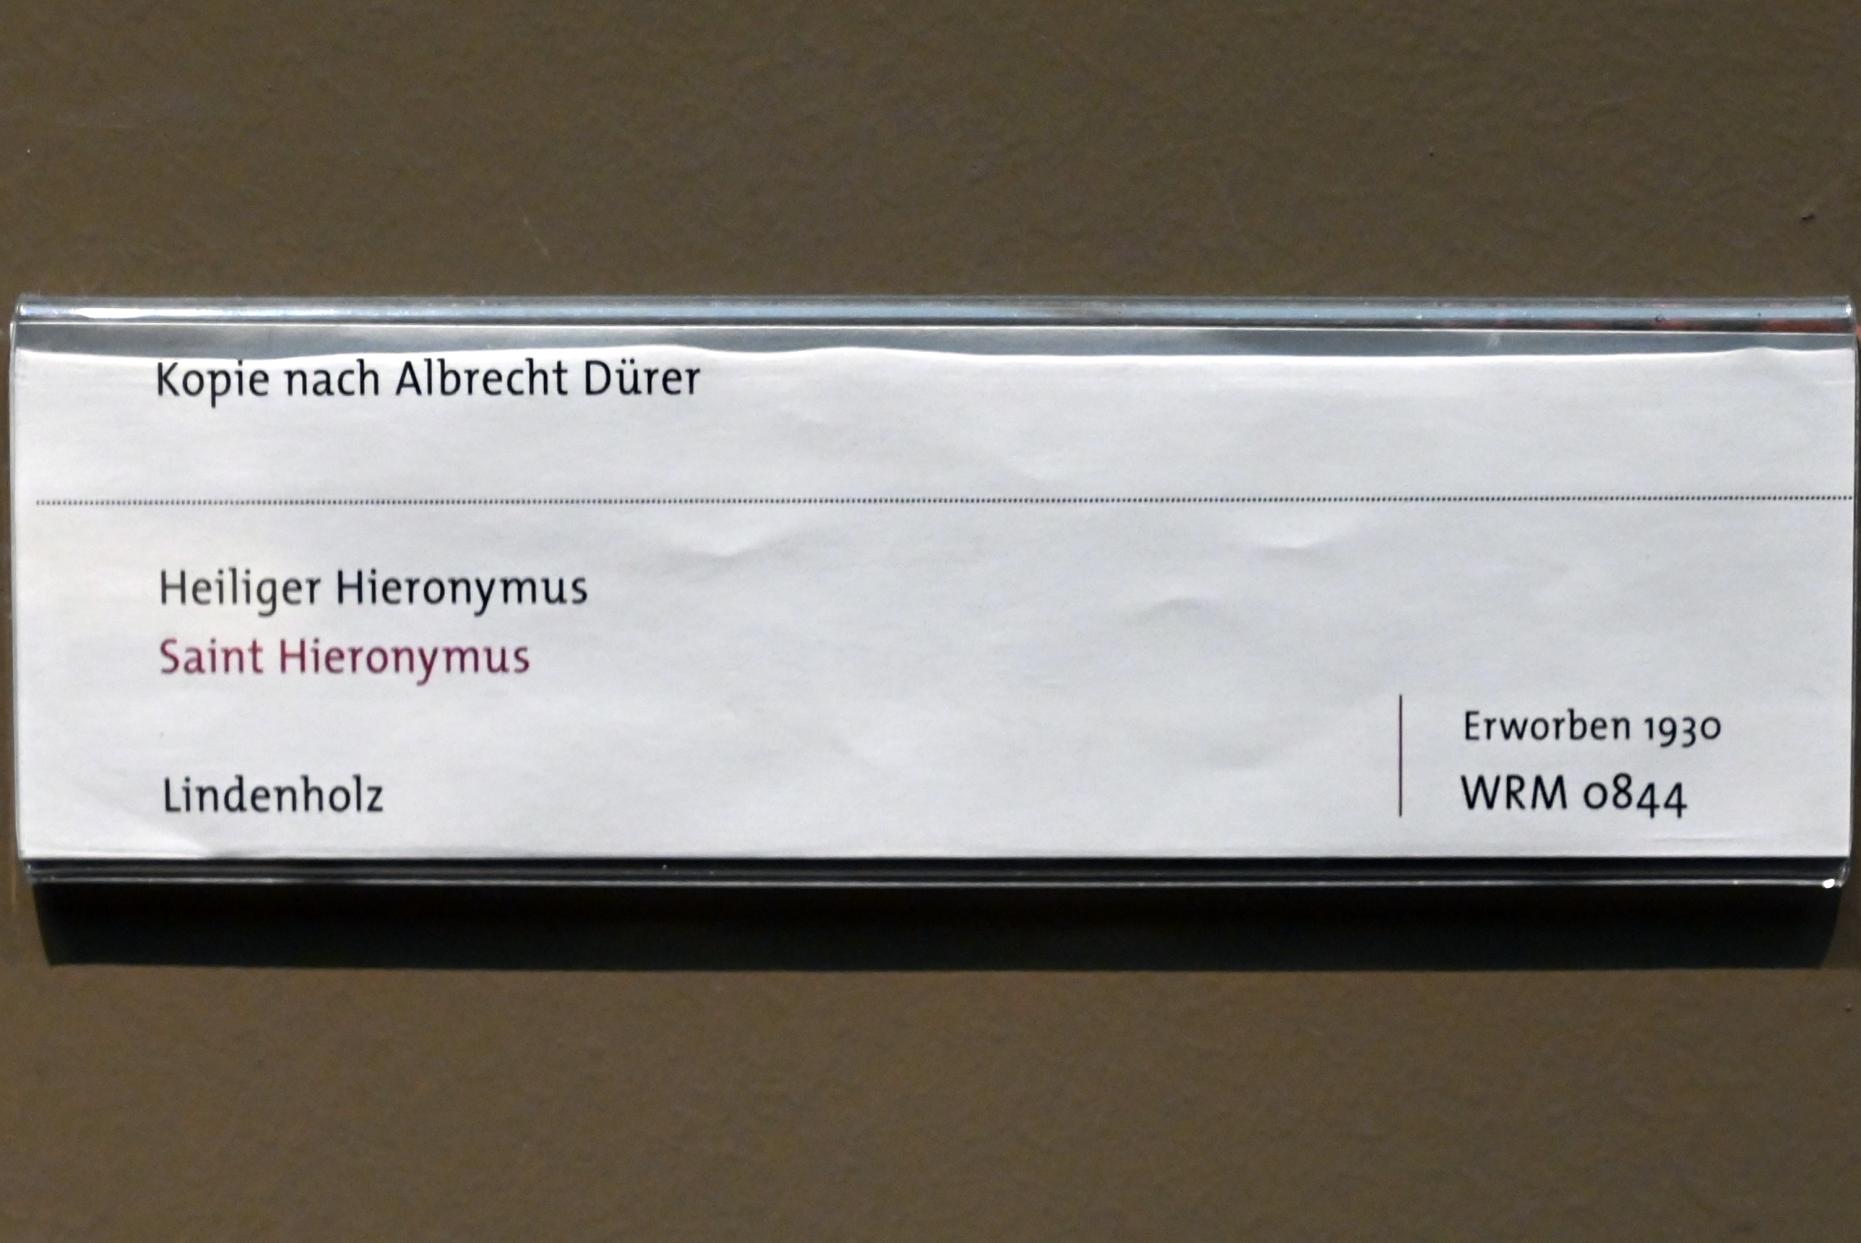 Kopie nach Albrecht Dürer
Heiliger Hieronymus
Saint Hieronymus
Lindenholz
Erworben 1930
WRM 0844